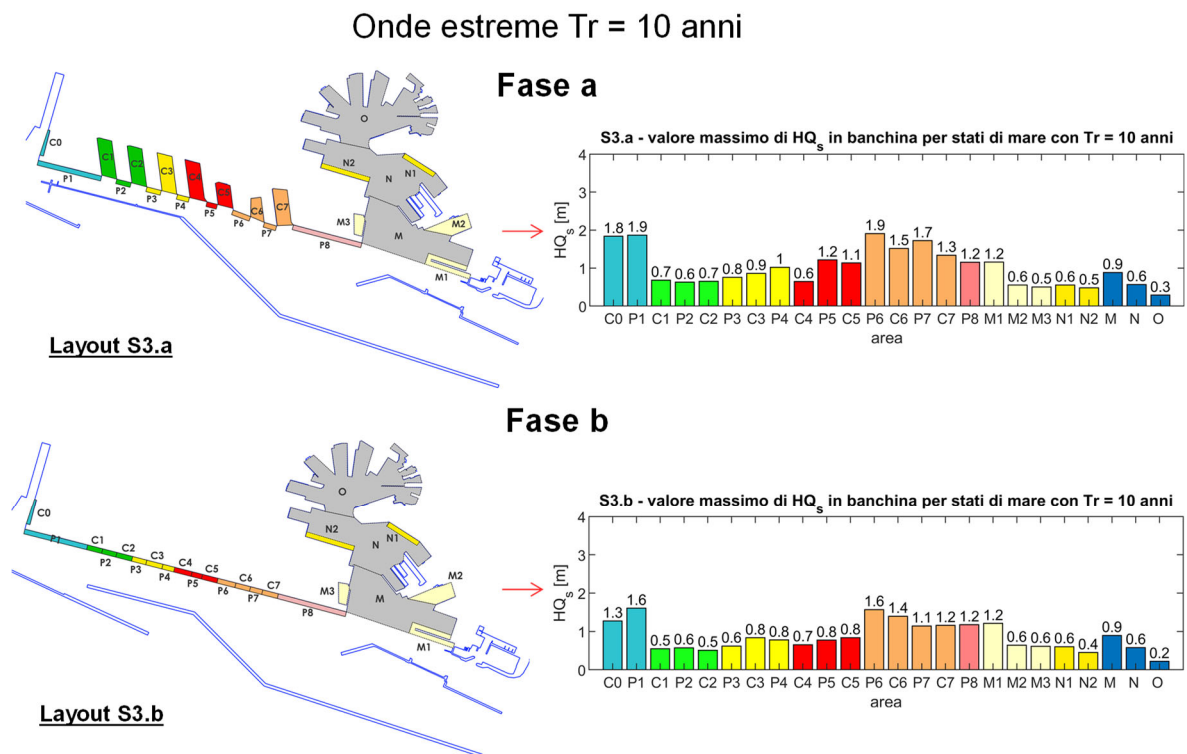 Onde estreme Tr = 10 anni
Fase a
C0
P1
C1
P2
C2
P3
C3
P4
C4
P5
C5
P6
C6
P7
C7
P8
O
N2
N1
N
M3
M2
M
M1
Layout S3.a
S3.a - valore massimo di HQs in banchina per stati di mare con Tr = 10 anni
HQs [m]
4
3
2
1
0
1.8 1.9 0.7 0.6 0.7 0.8 0.9 1 0.6 1.2 1.1 1.9 1.5 1.7 1.3 1.2 1.2 0.6 0.5 0.6 0.5 0.9 0.6 0.3
C0 P1 C1 P2 C2 P3 C3 P4 C4 P5 C5 P6 C6 P7 C7 P8 M1 M2 M3 N1 N2 M N O
area
Fase b
C0
P1
C1
P2
C2
P3
C3
P4
C4
P5
C5
P6
C6
P7
C7
P8
O
N2
N1
N
M3
M2
M
M1
Layout S3.b
S3.b - valore massimo di HQs in banchina per stati di mare con Tr = 10 anni
HQs [m]
4
3
2
1
0
1.3 1.6 0.5 0.6 0.5 0.6 0.8 0.8 0.7 0.8 0.8 1.6 1.4 1.1 1.2 1.2 1.2 0.6 0.6 0.6 0.4 0.9 0.6 0.2
C0 P1 C1 P2 C2 P3 C3 P4 C4 P5 C5 P6 C6 P7 C7 P8 M1 M2 M3 N1 N2 M N O
area